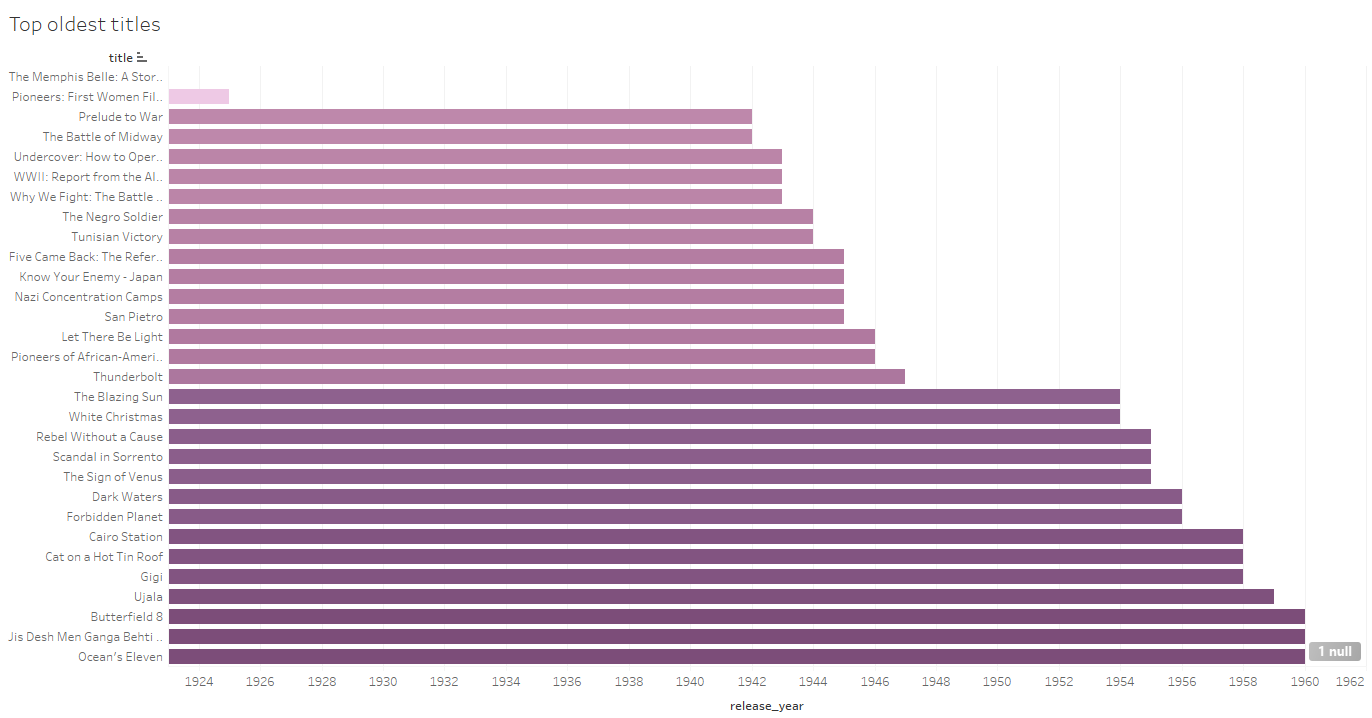 Top oldest titles
title
The Memphis Belle: A Stor..
Pioneers: First Women Fil..
Prelude to War
The Battle of Midway
Undercover: How to Oper..
WWII: Report from the Al..
Why We Fight: The Battle ..
The Negro Soldier
Tunisian Victory
Five Came Back: The Refer..
Know Your Enemy - Japan
Nazi Concentration Camps
San Pietro
Let There Be Light
Pioneers of African-Ameri..
Thunderbolt
The Blazing Sun
White Christmas
Rebel Without a Cause
Scandal in Sorrento
The Sign of Venus
Dark Waters
Forbidden Planet
Cairo Station
Cat on a Hot Tin Roof
Gigi
Ujala
Butterfield 8
Jis Desh Men Ganga Behti ..
Ocean's Eleven
1 null
1924 1926 1928 1930 1932 1934 1936 1938 1940 1942 1944 1946 1948 1950 1952 1954 1956 1958 1960 1962
release_year